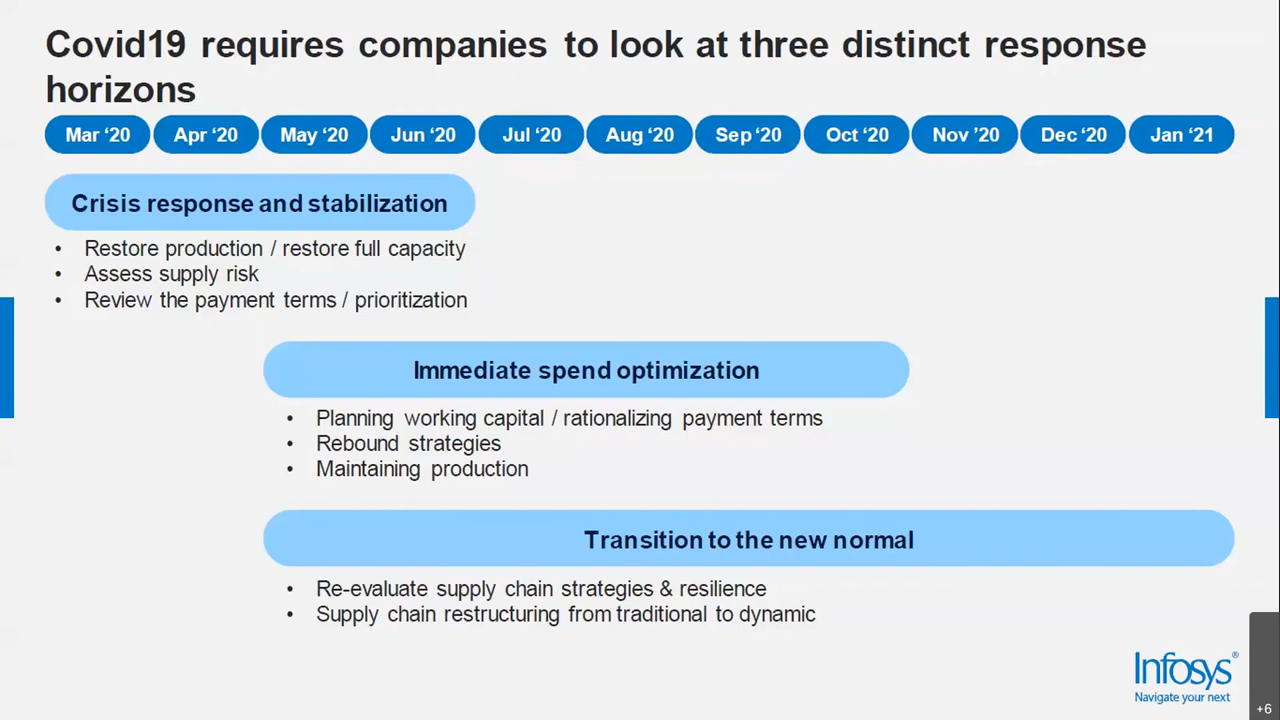 Covid19 requires companies to look at three distinct response
horizons
Mar ‘20 Apr ‘20 May ‘20 Jun ‘20 Jul ‘20 Aug ‘20 Sep ‘20 Oct ‘20 Nov ’20 Dec ‘20 Jan ‘21
Crisis response and stabilization
• Restore production / restore full capacity
• Assess supply risk
• Review the payment terms / prioritization
Immediate spend optimization
• Planning working capital / rationalizing payment terms
• Rebound strategies
• Maintaining production
Transition to the new normal
• Re-evaluate supply chain strategies & resilience
• Supply chain restructuring from traditional to dynamic
Infosys®
Navigate your next
+6